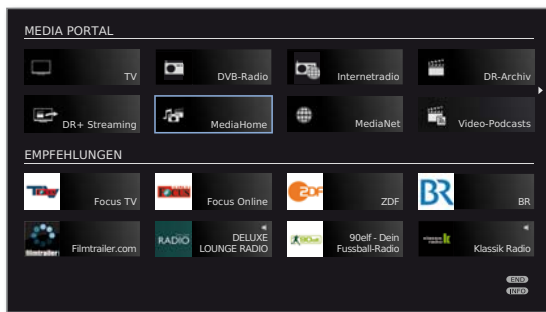 MEDIA PORTAL
TV
DVB-Radio
Internetradio
DR-Archiv
DR+ Streaming
MediaHome
MediaNet
Video-Podcasts
EMPFEHLUNGEN
Focus TV
FOCUS
Focus Online
ZDF
ZDF
BR
BR
filmtrailer
Filmtrailer.com
RADIO
DELUXE
LOUNGE RADIO
90elf - Dein
Fussball-Radio
Klassik Radio
END
INFO